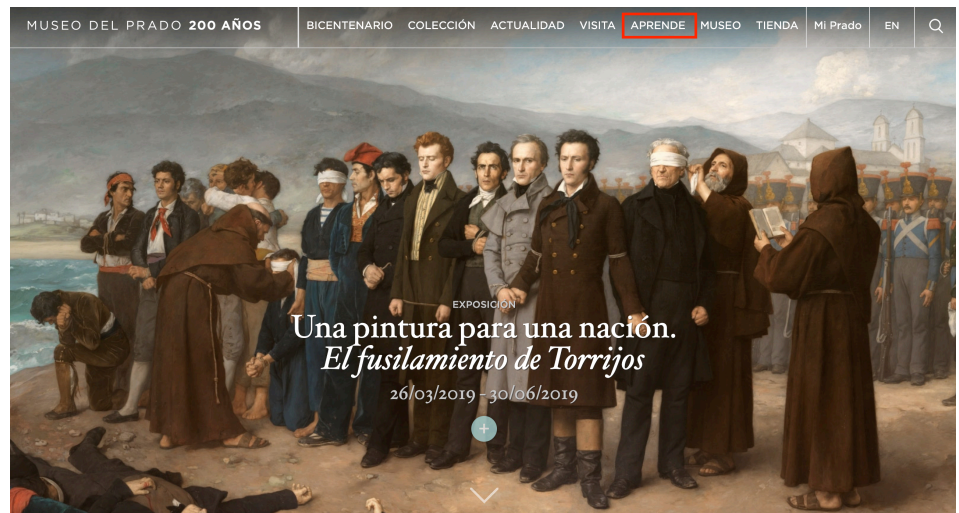 MUSEO DEL PRADO 200 AÑOS BICENTENARIO COLECCIÓN ACTUALIDAD VISITA APRENDE MUSEO TIENDA Mi Prado EN
EXPOSICIÓN
Una pintura para una nación.
El fusilamiento de Torrijos
26/03/2019 - 30/06/2019